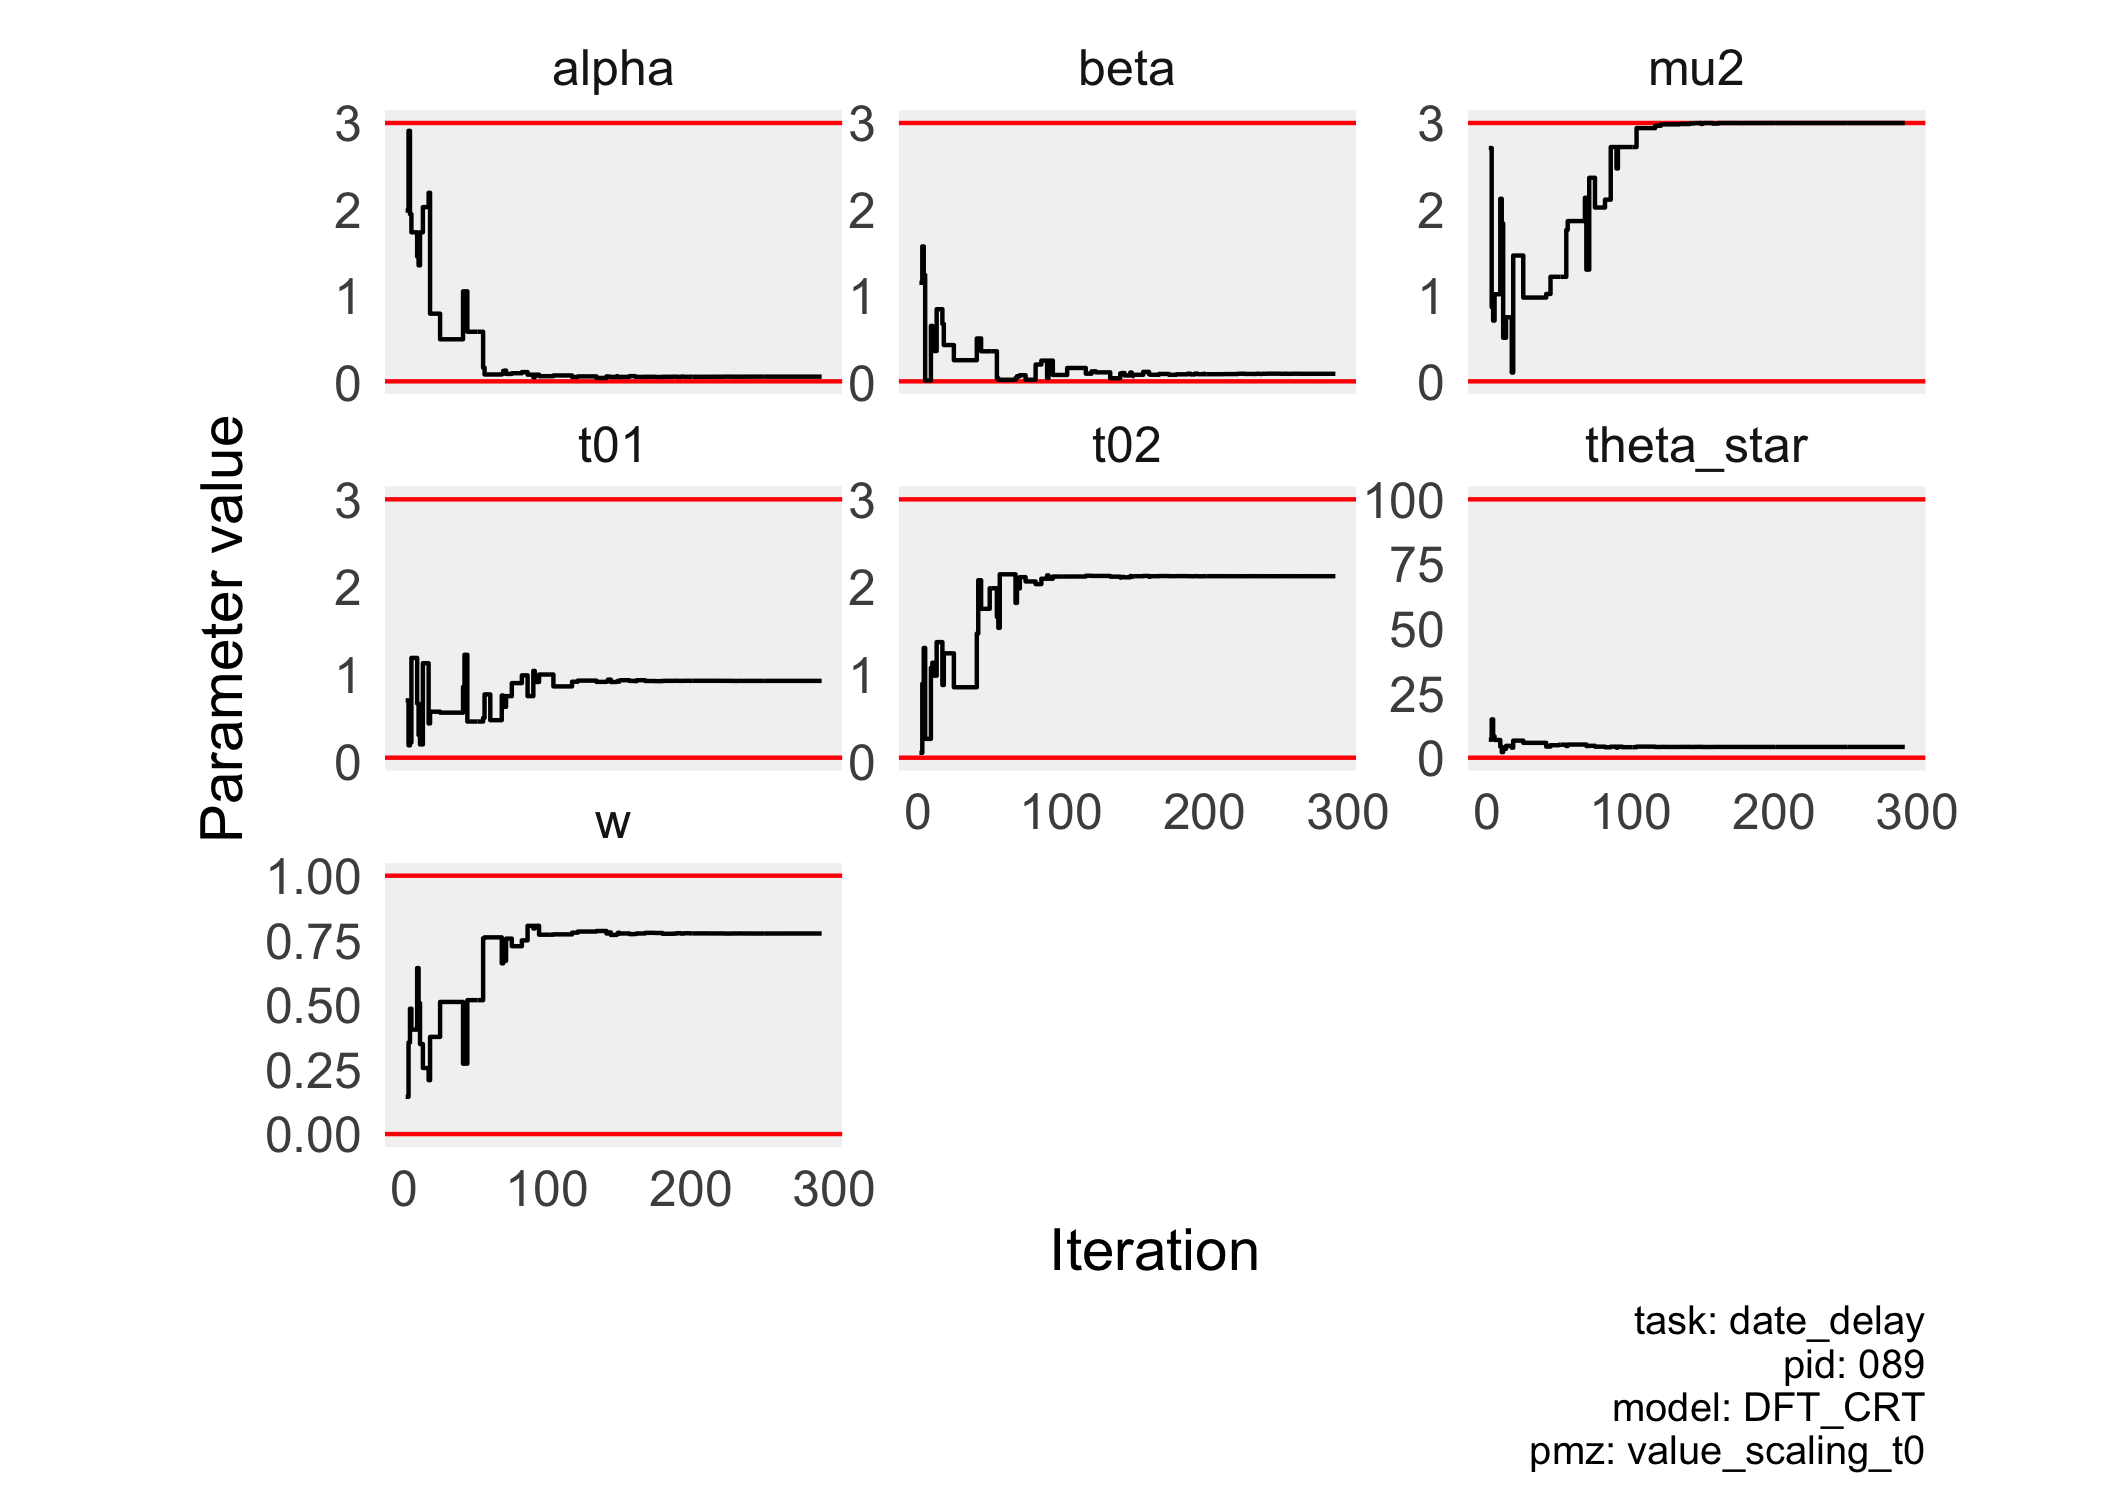 alpha
beta
mu2
3
2
1
0
3
2
1
0
3
2
1
0
t01
t02
theta_star
3
2
1
0
3
2
1
0
100
75
50
25
0
0 100 200 300
0 100 200 300
w
1.00
0.75
0.50
0.25
0.00
0 100 200 300
Parameter value
Iteration
task: date_delay
pid: 089
model: DFT_CRT
pmz: value_scaling_t0